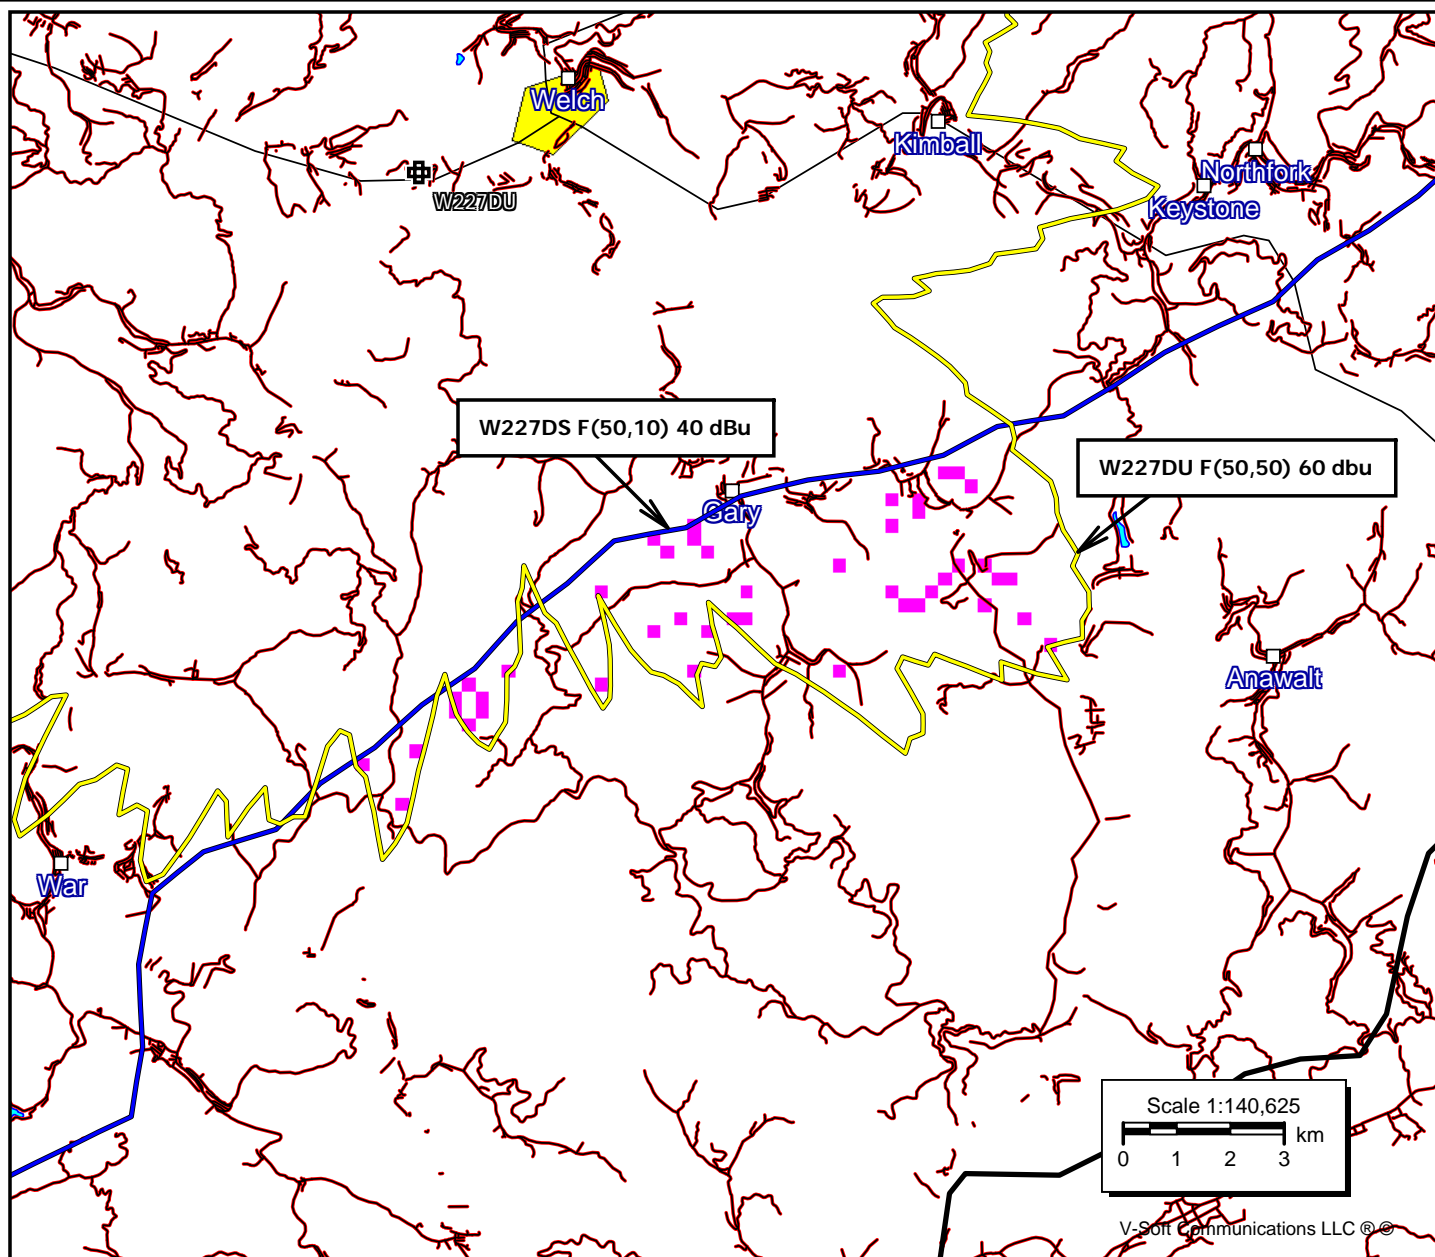 Welch
Kimball
Northfork
W227DU
Keystone
W227DS F(50,10) 40 dBu
W227DU F(50,50) 60 dbu
Gary
Anawalt
War
Scale 1:140,625
km
0 1 2 3
V-Soft Communications LLC ® ©